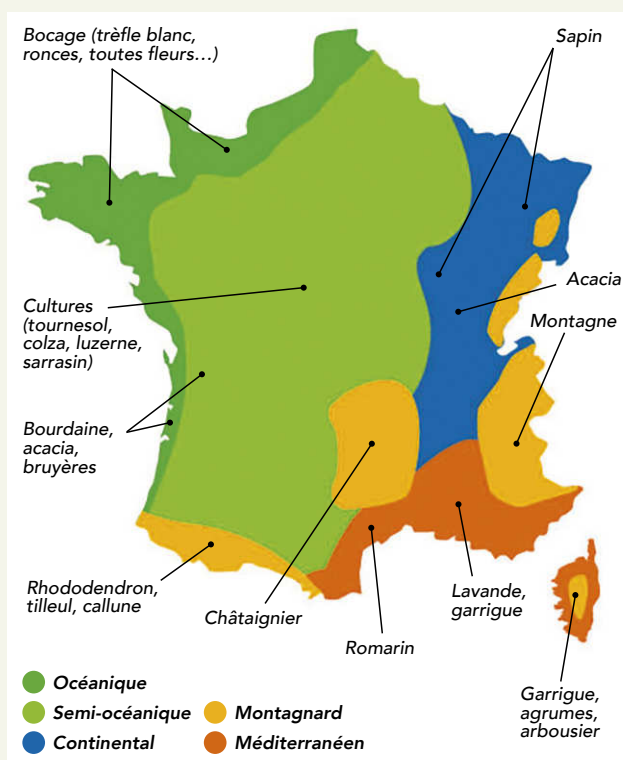 Bocage (trèfle blanc,
ronces, toutes fleurs...)
Sapin
Cultures
(tournesol,
colza, luzerne,
sarrasin)
Acacia
Montagne
Bourdaine,
acacia,
bruyères
Rhododendron,
tilleul, callune
Châtaignier
Romarin
Lavande,
garrigue
Garrigue,
agrumes,
arbousier
Océanique
Semi-océanique
Continental
Montagnard
Méditerranéen